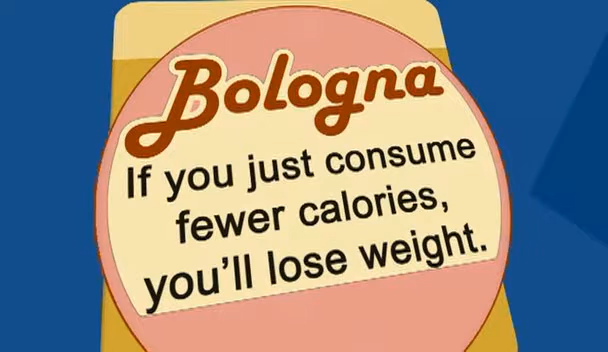 Bologna
If you just consume
fewer calories,
you'll lose weight.